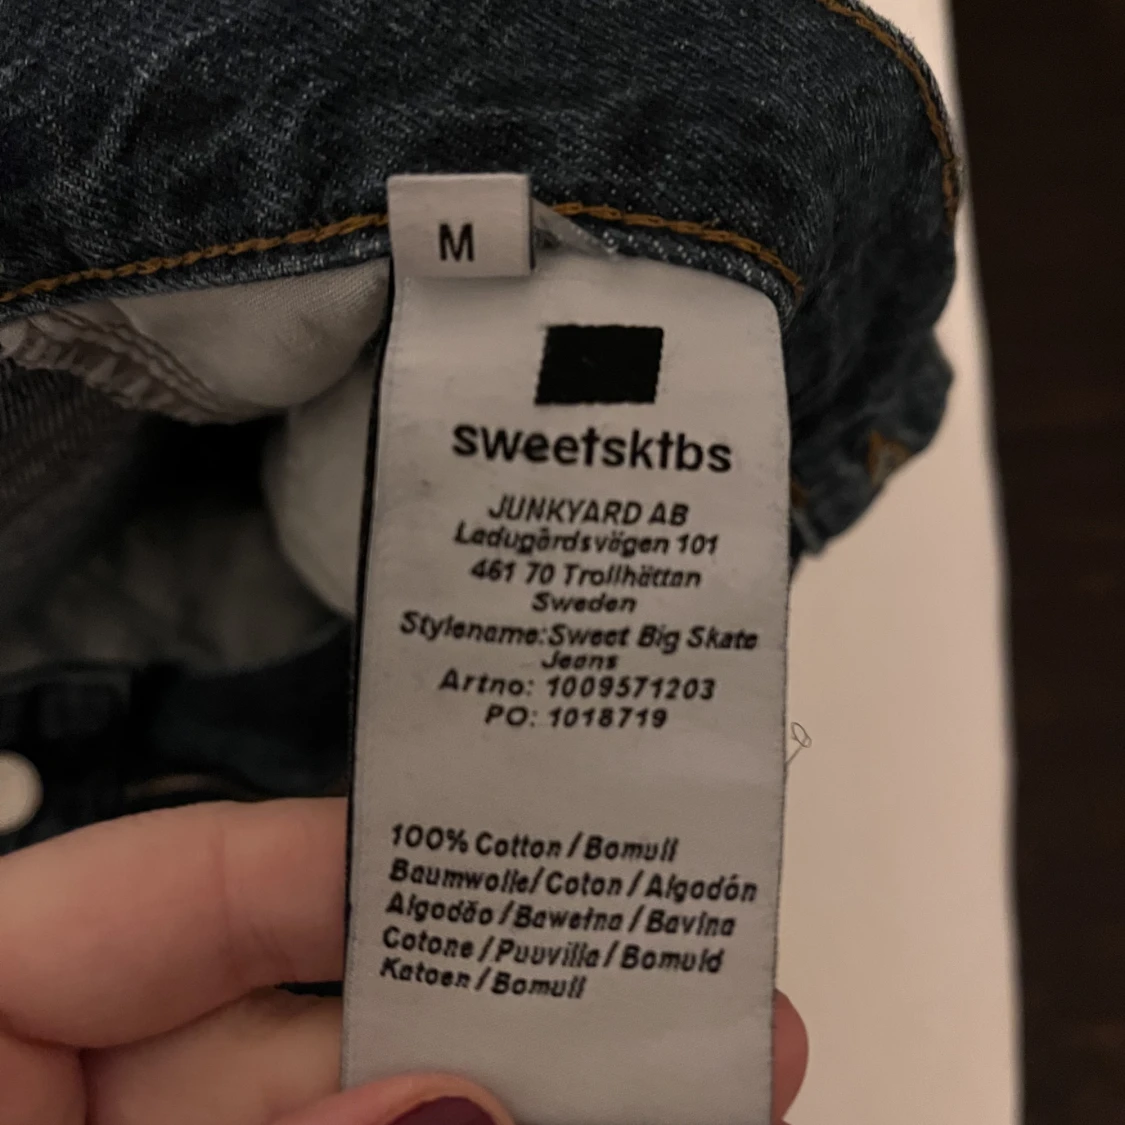 M
sweetsktbs
JUNKYARD AB
Ladugårdsvägen 101
461 70 Trollhättan
Sweden
Stylename:Sweet Big Skate
Jeans
Artno: 1009571203
PO: 1018719
100% Cotton / Bomull
Baumwolle/Coton / Algodón
Algodão / Bawełna / Bavlna
Cotone / Puuvilla / Bomuld
Katoen / Bomull